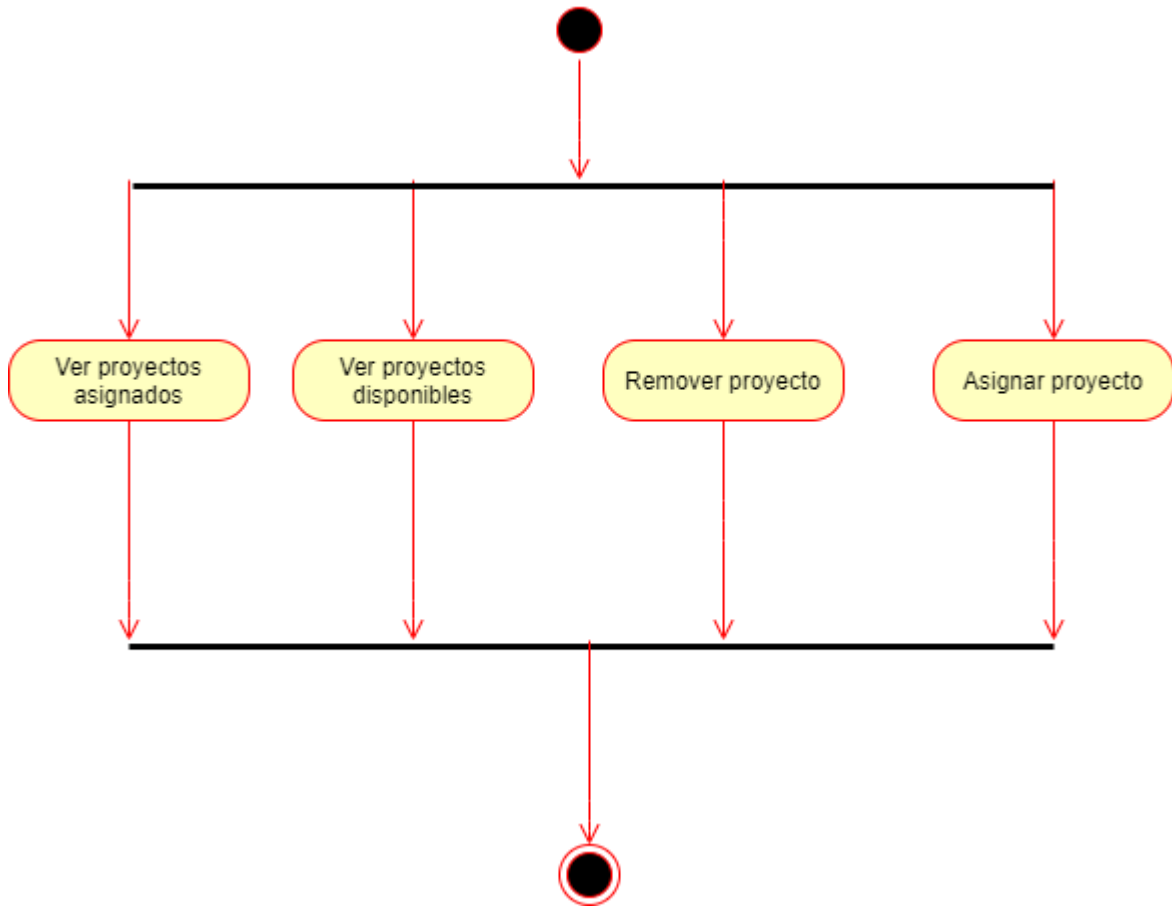 Ver proyectos
asignados
Ver proyectos
disponibles
Remover proyecto
Asignar proyecto